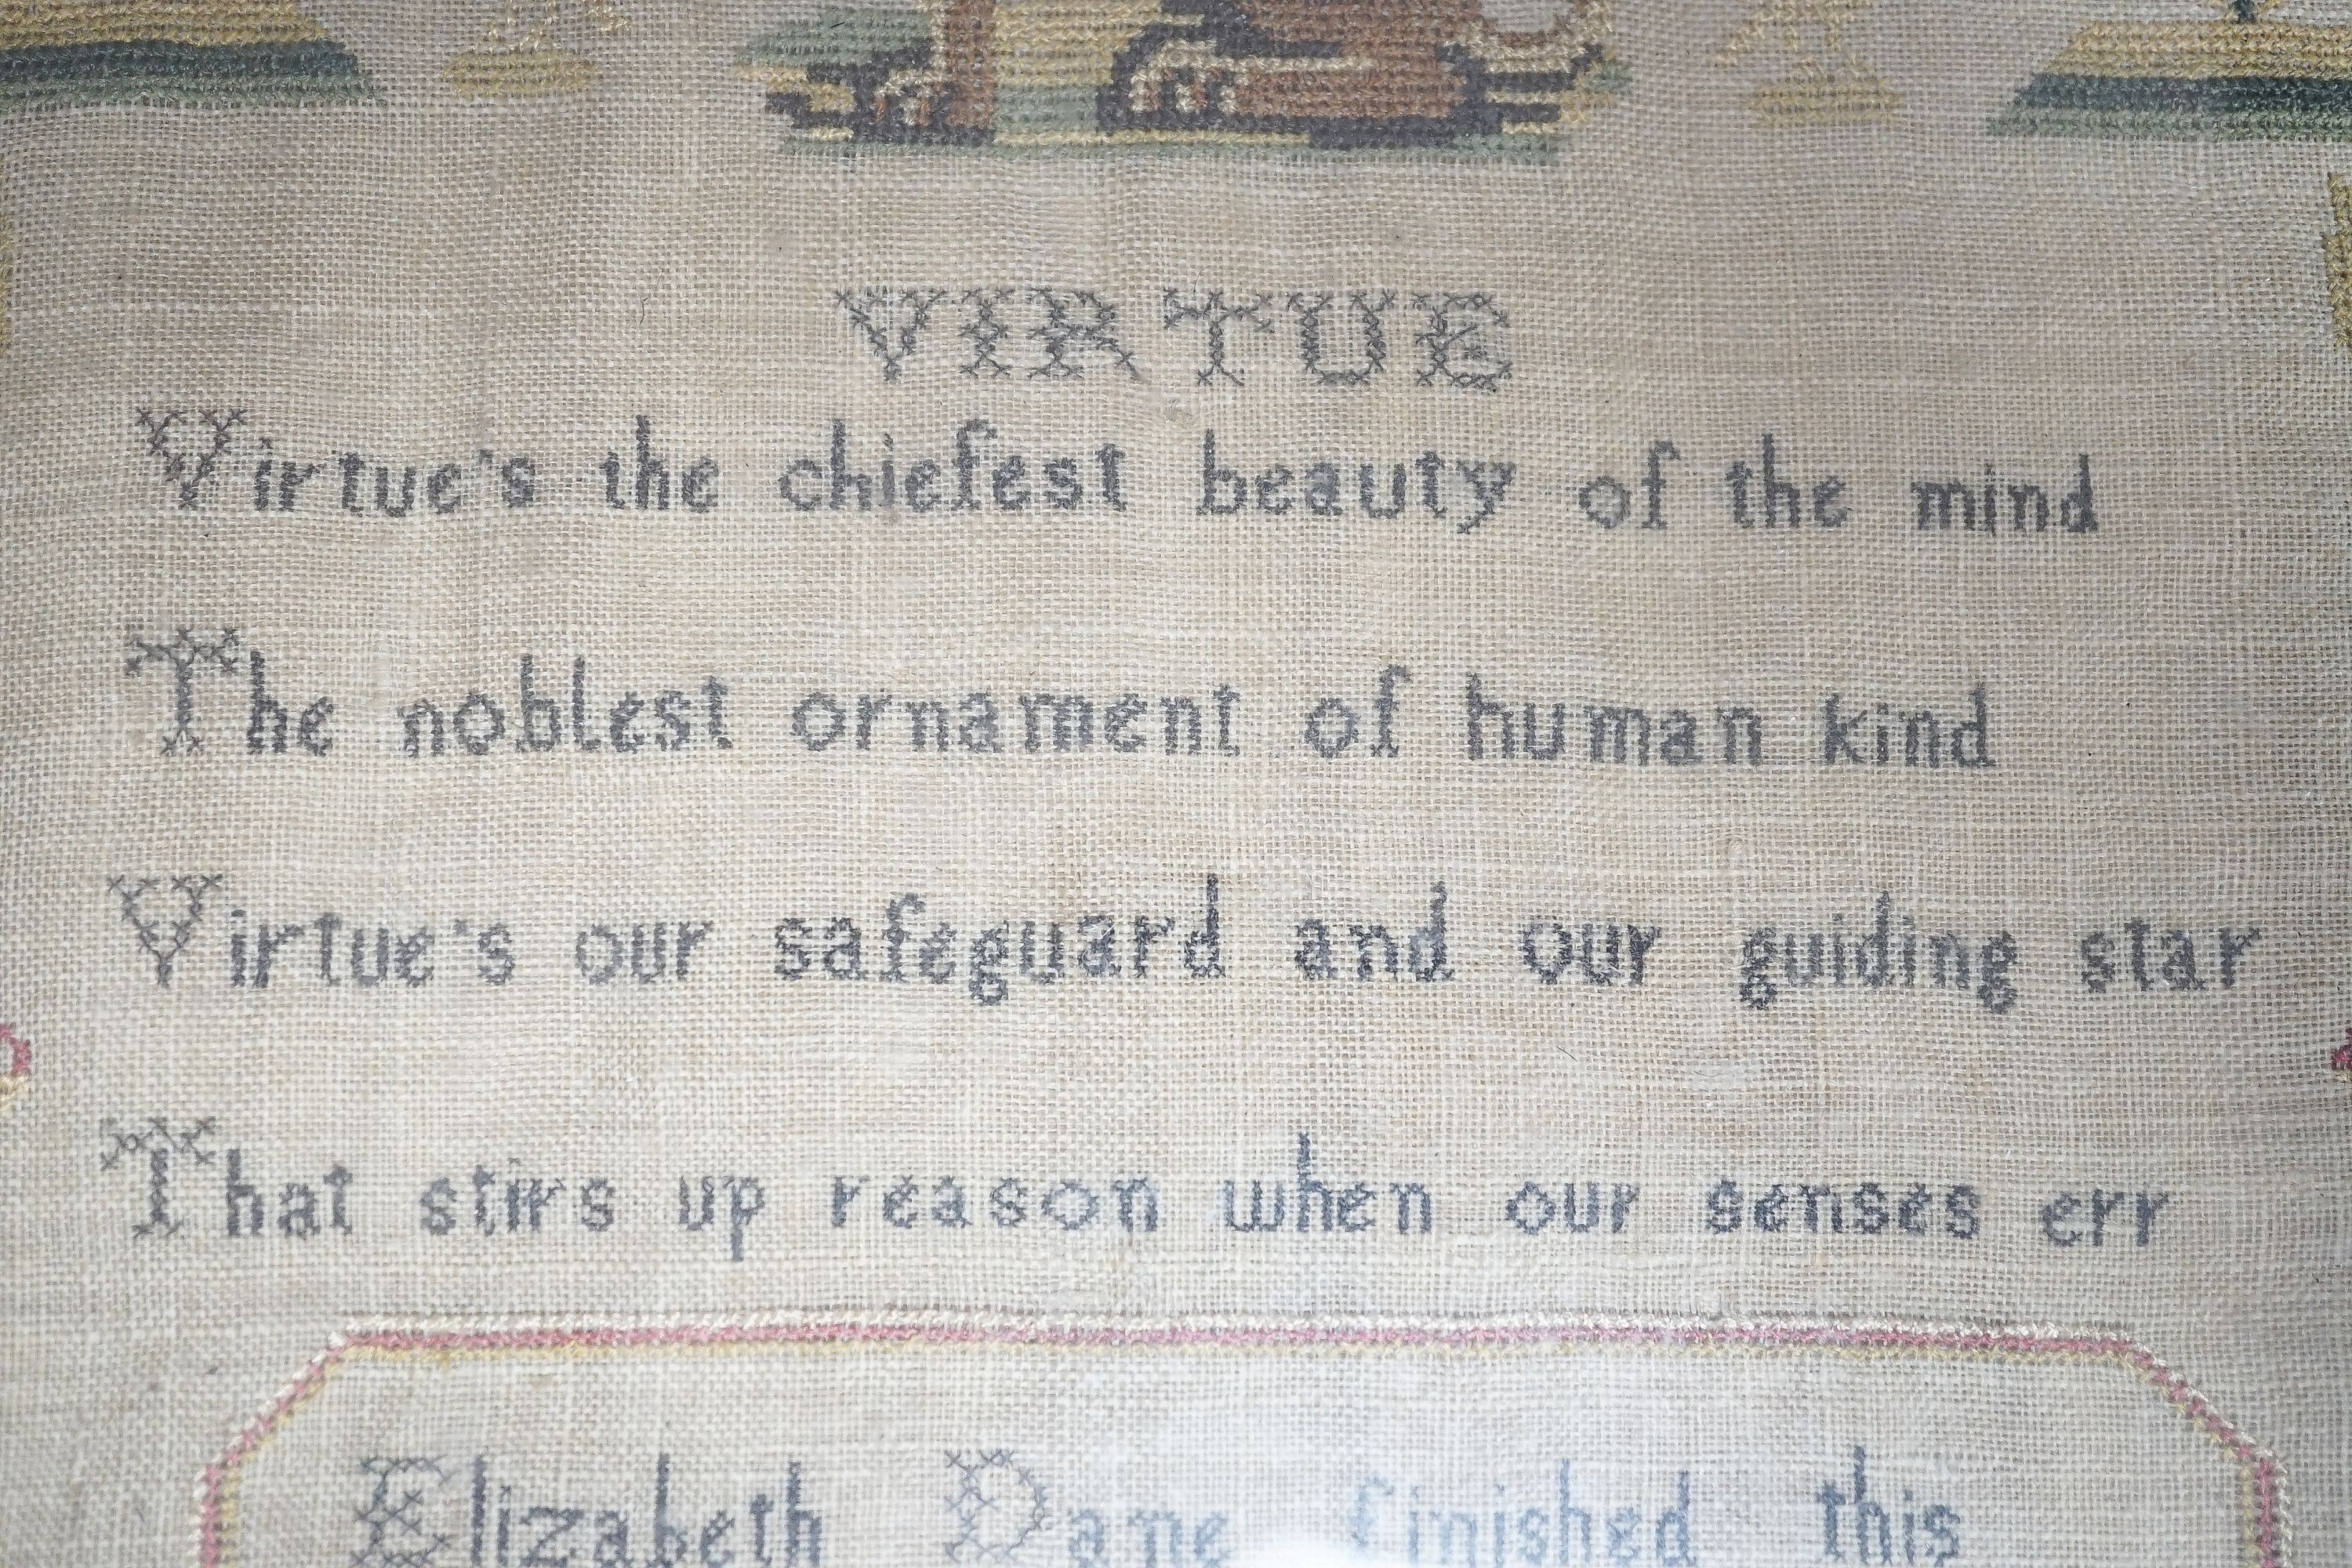 VIRTUE
Virtue's the chiefest beauty of the mind
The noblest ornament of human kind
Virtue's our safeguard and our guiding star
That stirs up reason when our senses err
Elizabeth Dane finished this